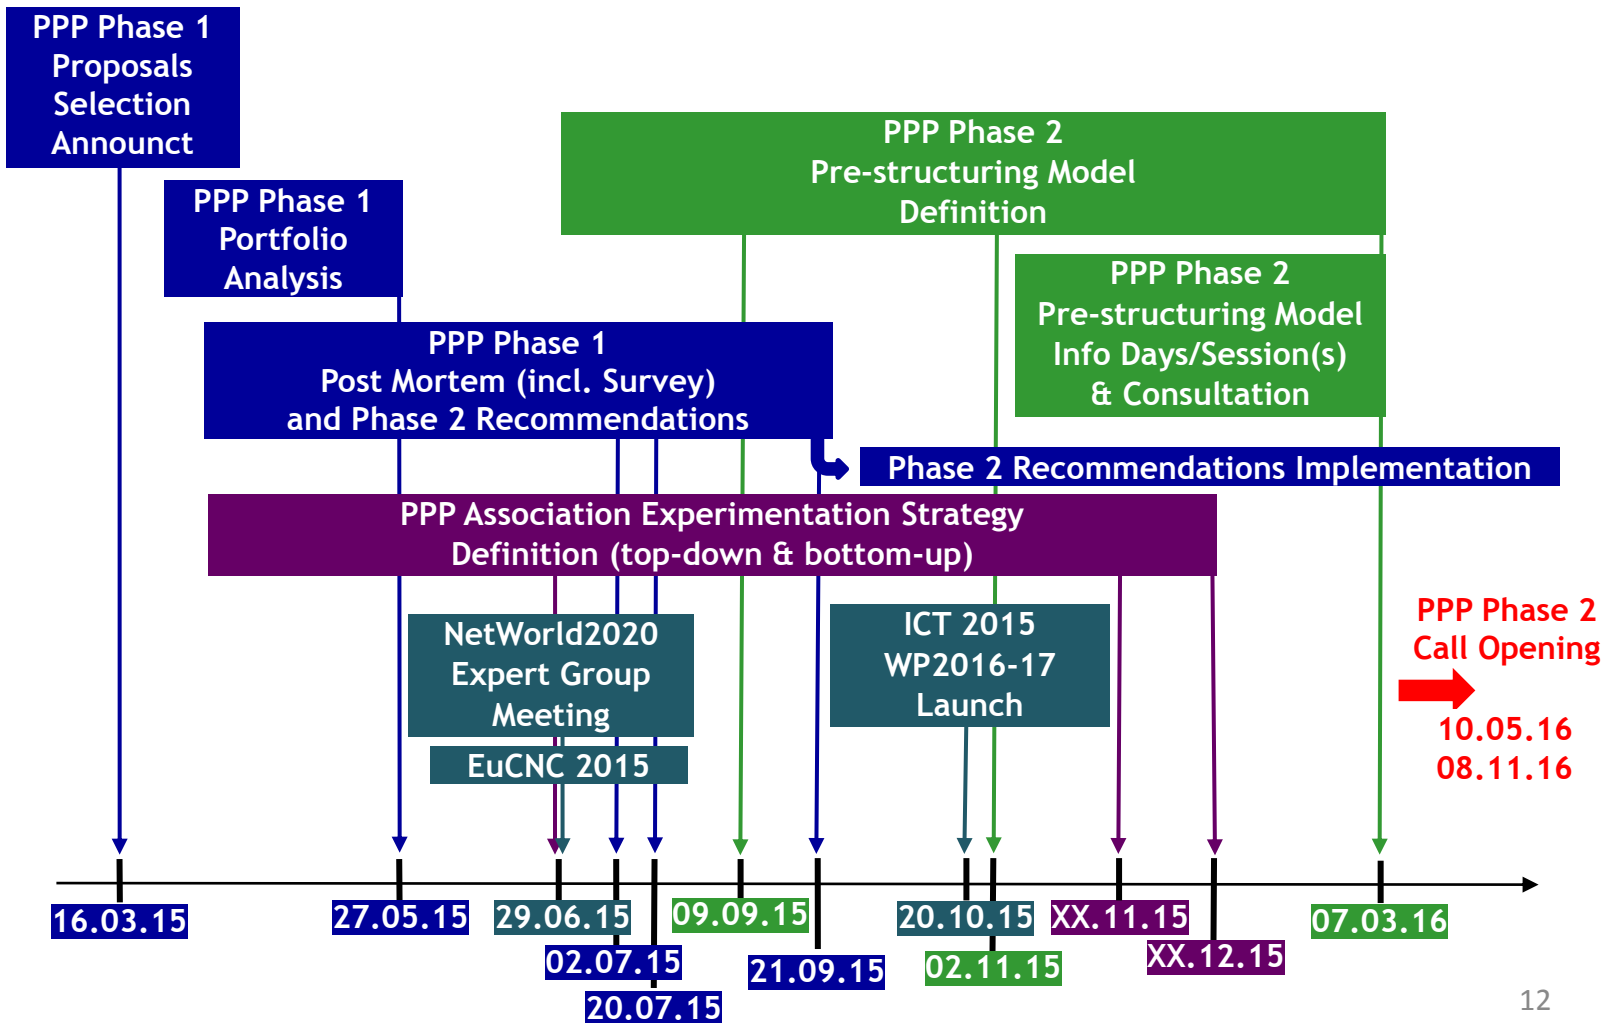 PPP Phase 1
Proposals
Selection
Announct
PPP Phase 1
Portfolio
Analysis
PPP Phase 2
Pre-structuring Model
Definition
PPP Phase 2
Pre-structuring Model
Info Days/Session(s)
& Consultation
PPP Phase 1
Post Mortem (incl. Survey)
and Phase 2 Recommendations
Phase 2 Recommendations Implementation
PPP Association Experimentation Strategy
Definition (top-down & bottom-up)
NetWorld2020
Expert Group
Meeting
EuCNC 2015
ICT 2015
WP2016-17
Launch
PPP Phase 2
Call Opening
10.05.16
08.11.16
16.03.15
27.05.15
29.06.15
02.07.15
20.07.15
09.09.15
21.09.15
20.10.15
02.11.15
XX.11.15
XX.12.15
07.03.16
12